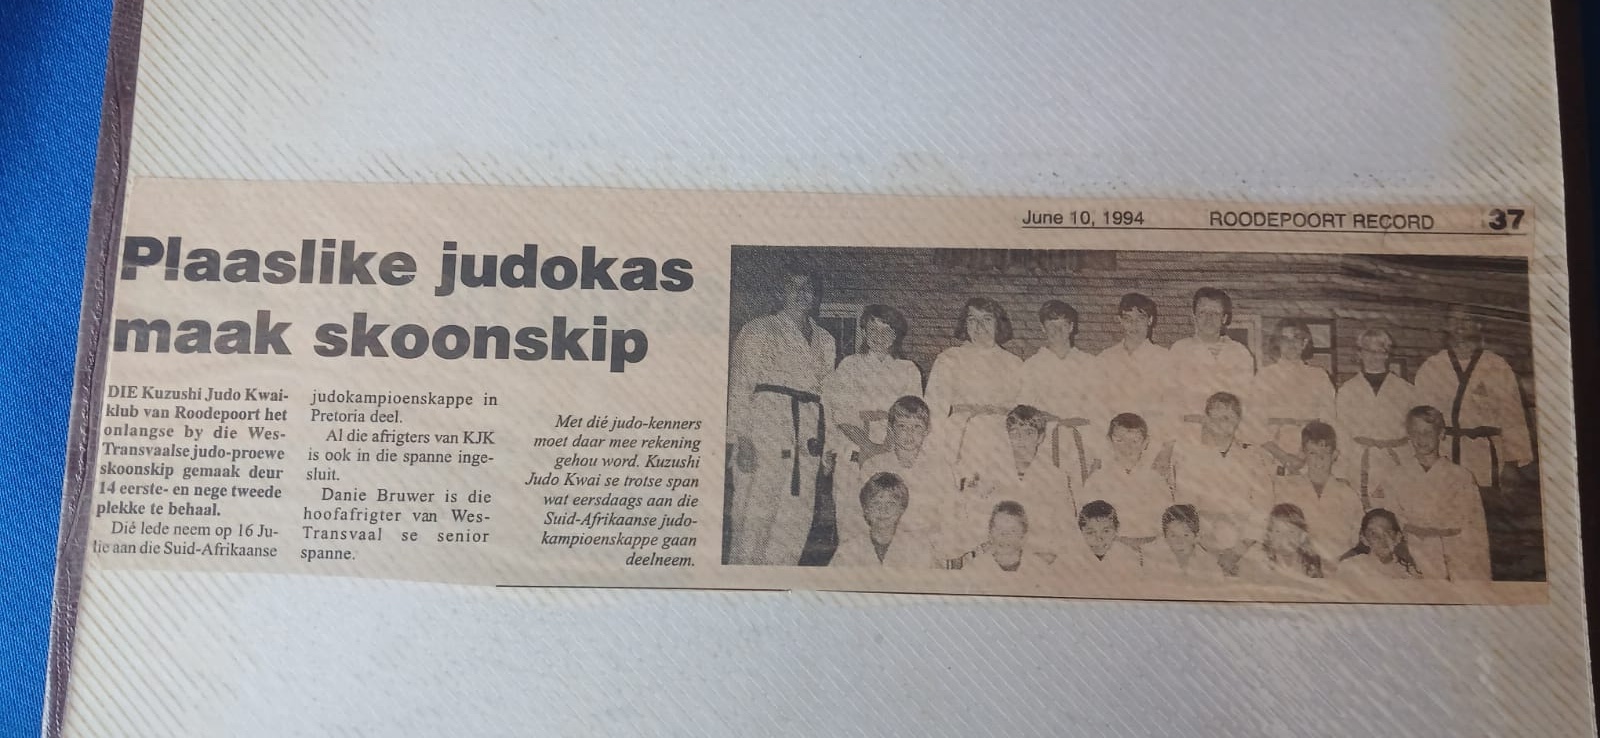 June 10, 1994 ROODEPOORT RECORD 37
Plaaslike judokas
maak skoonskip
DIE Kuzushi Judo Kwai-
klub van Roodepoort het
onlangse by die Wes-
Transvaalse judo-proewe
skoonskip gemaak deur
14 eerste- en nege tweede
plekke te behaal.
Dié lede neem op 16 Ju-
lie aan die Suid-Afrikaanse
judokampioenskappe in
Pretoria deel.
Al die afrigters van KJK
is ook in die spanne inge-
sluit.
Danie Bruwer is die
hoofafrigter van Wes-
Transvaal se senior
spanne.
Met dié judo-kenners
moet daar mee rekening
gehou word. Kuzushi
Judo Kwai se trotse span
wat eersdaags aan die
Suid-Afrikaanse judo-
kampioenskappe gaan
deelneem.